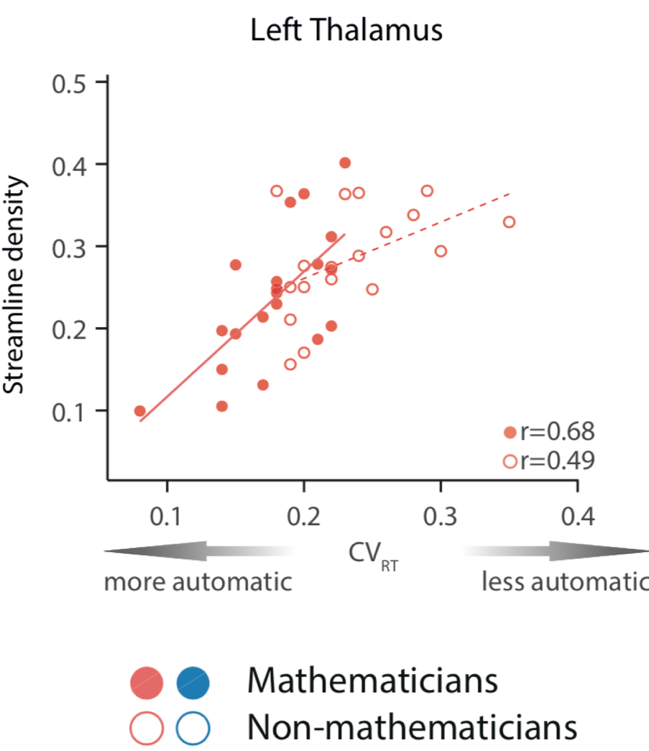 Left Thalamus
Streamline density
0.5
0.4
0.3
0.2
0.1
r=0.68
r=0.49
0.1 0.2 0.3 0.4
CV_RT
more automatic less automatic
Mathematicians
Non-mathematicians